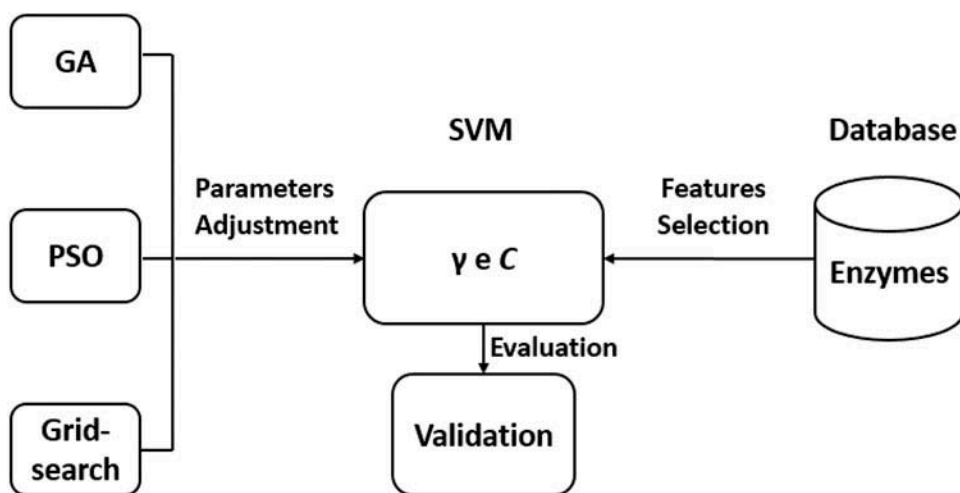 GA
SVM
Database
Parameters
Adjustment
Features
Selection
PSO
γ e C
Enzymes
Evaluation
Grid-
search
Validation